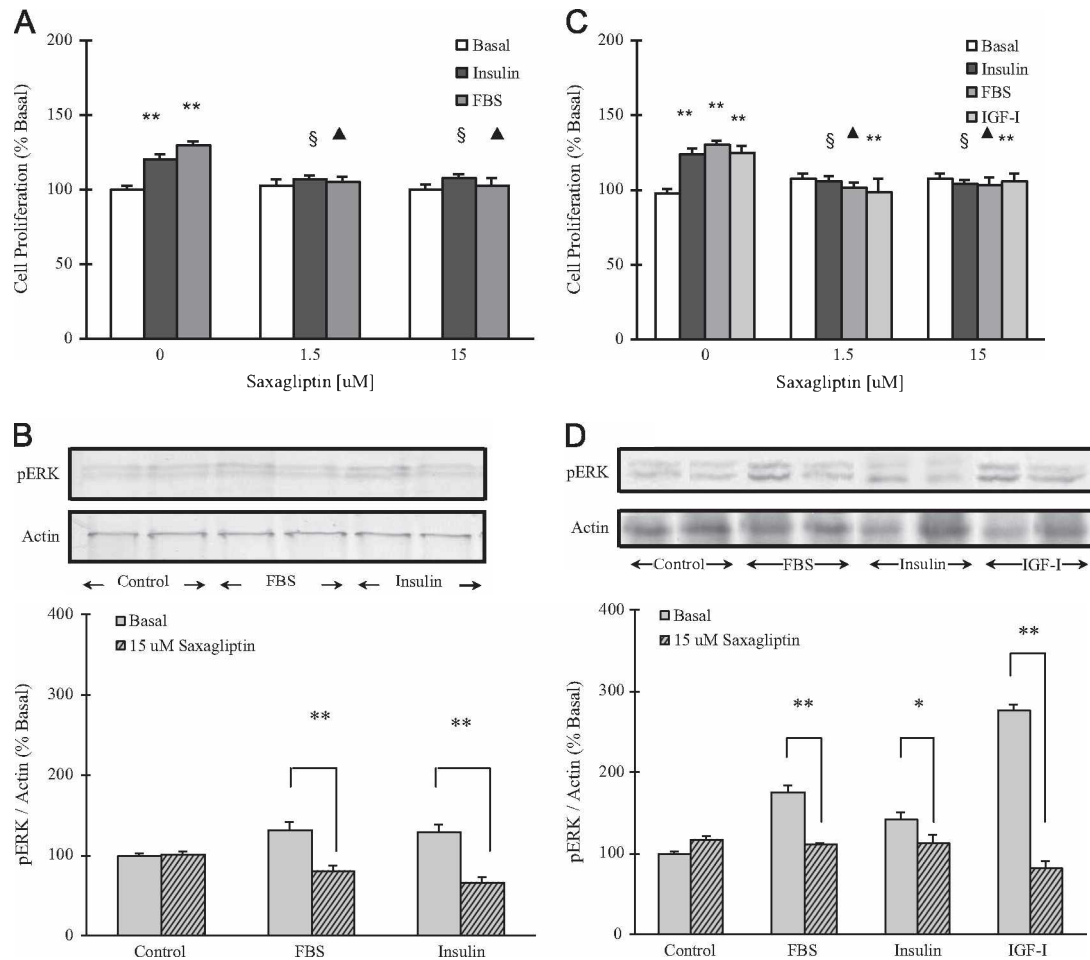 A
200
150
100
50
0
Cell Proliferation (% Basal)
Basal
Insulin
FBS
** **
§ ▲
§ ▲
0 1.5 15
Saxagliptin [uM]
C
200
150
100
50
0
Cell Proliferation (% Basal)
Basal
Insulin
FBS
IGF-I
** ** **
§ ▲ **
§ ▲ **
0 1.5 15
Saxagliptin [uM]
B
pERK
Actin
Control FBS Insulin
400
300
200
100
0
pERK / Actin (% Basal)
Basal
15 uM Saxagliptin
** **
Control FBS Insulin
D
pERK
Actin
Control FBS Insulin IGF-I
400
300
200
100
0
pERK / Actin (% Basal)
Basal
15 uM Saxagliptin
** * **
Control FBS Insulin IGF-I